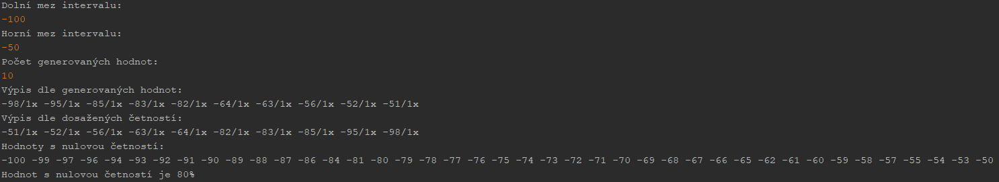 Dolní mez intervalu:
-100
Horní mez intervalu:
-50
Počet generovaných hodnot:
10
Výpis dle generovaných hodnot:
-98/1x -95/1x -85/1x -83/1x -82/1x -64/1x -63/1x -56/1x -52/1x -51/1x
Výpis dle dosažených četností:
-51/1x -52/1x -56/1x -63/1x -64/1x -82/1x -83/1x -85/1x -95/1x -98/1x
Hodnoty s nulovou četností:
-100 -99 -97 -96 -94 -93 -92 -91 -90 -89 -88 -87 -86 -84 -81 -80 -79 -78 -77 -76 -75 -74 -73 -72 -71 -70 -69 -68 -67 -66 -65 -62 -61 -60 -59 -58 -57 -55 -54 -53 -50
Hodnot s nulovou četností je 80%